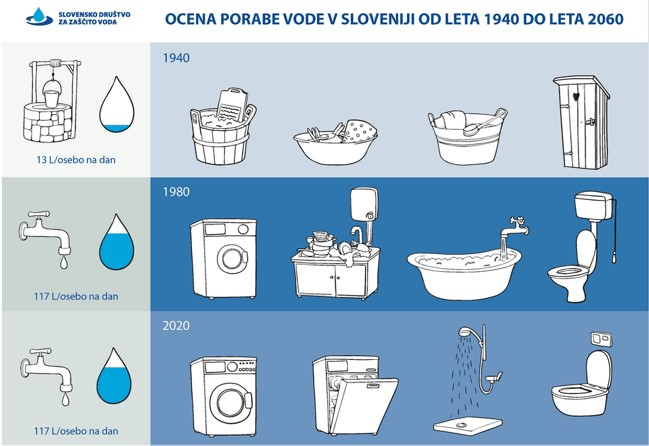 SLOVENSKO DRUŠTVO
ZA ZAŠČITO VODA
OCENA PORABE VODE V SLOVENIJI OD LETA 1940 DO LETA 2060
1940
13 L/osebo na dan
1980
117 L/osebo na dan
2020
117 L/osebo na dan